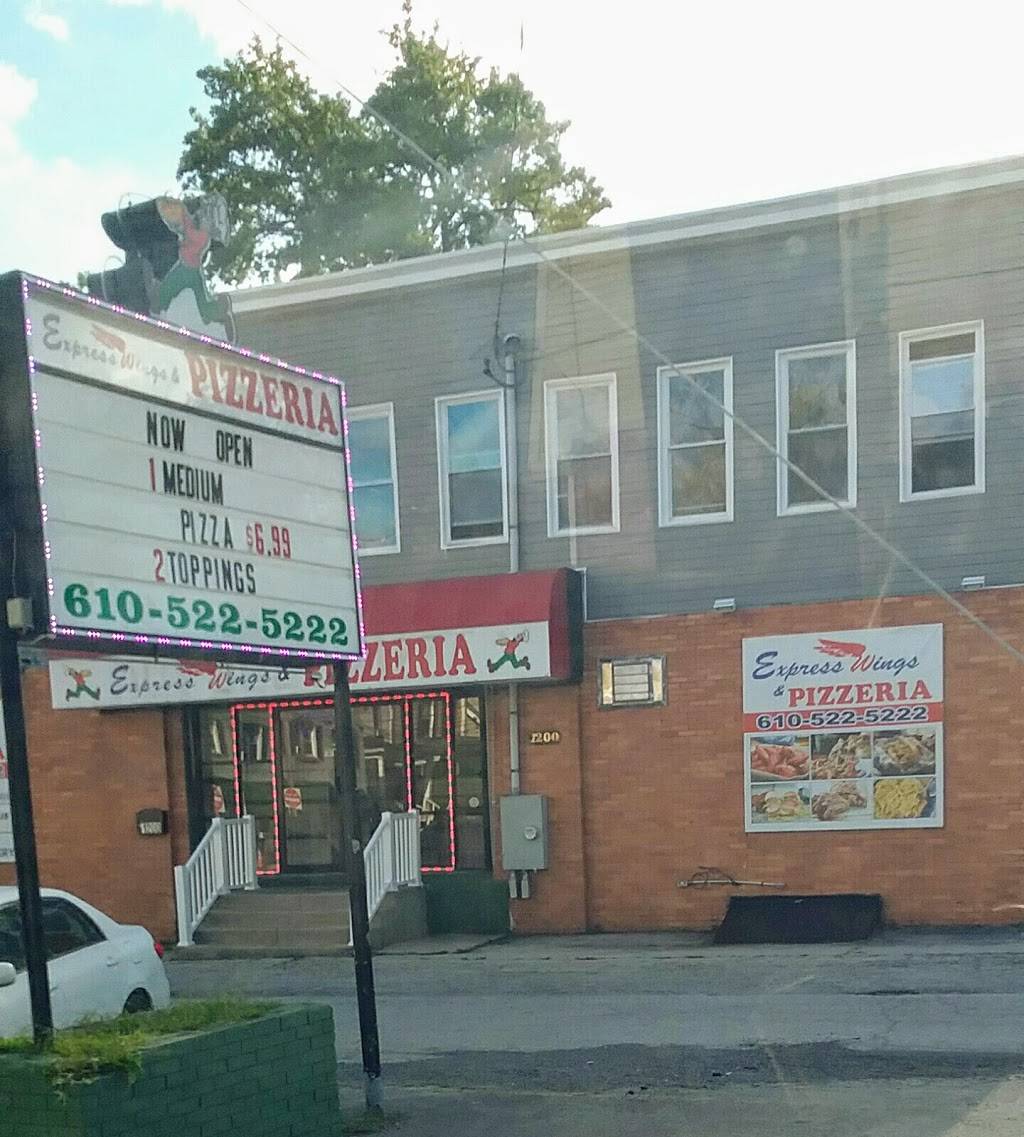 Express Wings &
PIZZERIA
NOW OPEN
1 MEDIUM
PIZZA $6.99
2 TOPPINGS
610-522-5222
Express Wings & PIZZERIA
1200
Express Wings
& PIZZERIA
610-522-5222